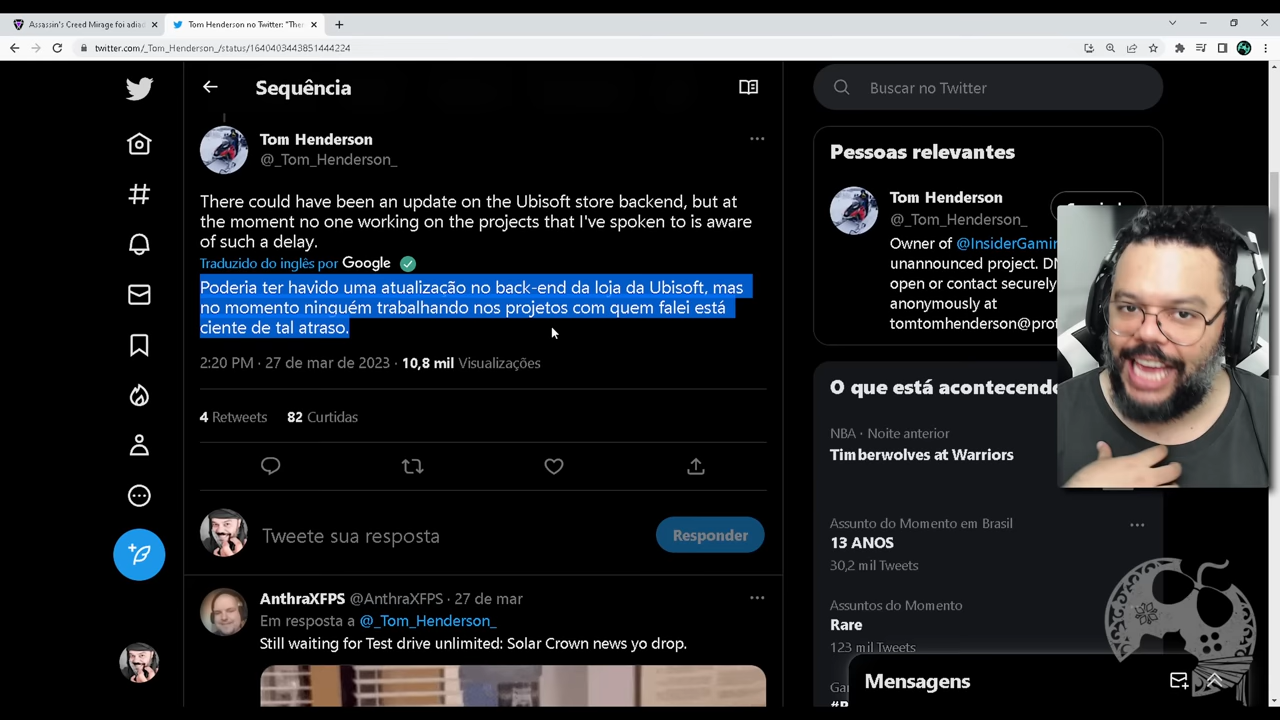 Assassin's Creed Mirage foi adiad
Tom Henderson no Twitter: "Ther
twitter.com/_Tom_Henderson_/status/1640403443851444224
Sequência
Tom Henderson
@_Tom_Henderson_
There could have been an update on the Ubisoft store backend, but at
the moment no one working on the projects that I've spoken to is aware
of such a delay.
Traduzido do inglês por Google
Poderia ter havido uma atualização no back-end da loja da Ubisoft, mas
no momento ninguém trabalhando nos projetos com quem falei está
ciente de tal atraso.
2:20 PM · 27 de mar de 2023 · 10,8 mil Visualizações
4 Retweets 82 Curtidas
Tweete sua resposta
Responder
AnthraXFPS @AnthraXFPS · 27 de mar
Em resposta a @_Tom_Henderson_
Still waiting for Test drive unlimited: Solar Crown news yo drop.
Buscar no Twitter
Pessoas relevantes
Tom Henderson
@_Tom_Henderson_
Owner of @InsiderGamin
unannounced project. DM
open or contact securely
anonymously at
tomtomhenderson@prot
O que está acontecendo
NBA · Noite anterior
Timberwolves at Warriors
Assunto do Momento em Brasil
13 ANOS
30,2 mil Tweets
Assuntos do Momento
Rare
123 mil Tweets
Mensagens